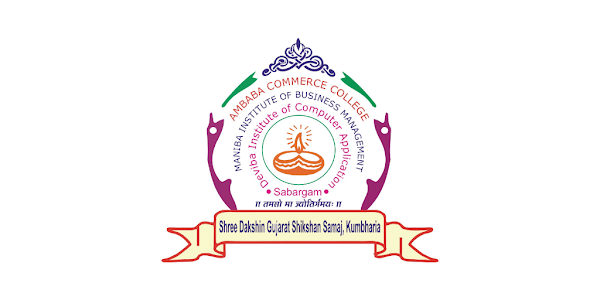 AMBABA COMMERCE COLLEGE
MANIBA INSTITUTE OF BUSINESS MANAGEMENT
Deviba Institute of Computer Application
• Sabargam •
॥ तमसो मा ज्योतिर्गमयः ॥
Shree Dakshin Gujarat Shikshan Samaj, Kumbharia